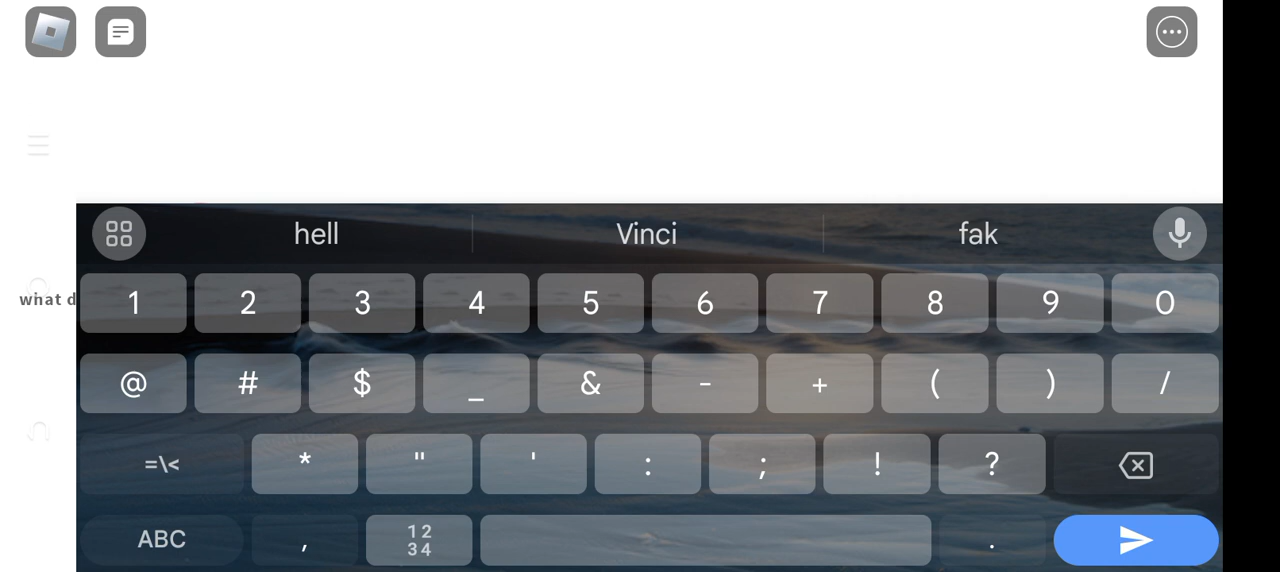 hell Vinci fak
1 2 3 4 5 6 7 8 9 0
what d
@ # $ _ & - + ( ) /
=\< * " ' : ; ! ?
ABC , 12 .
34